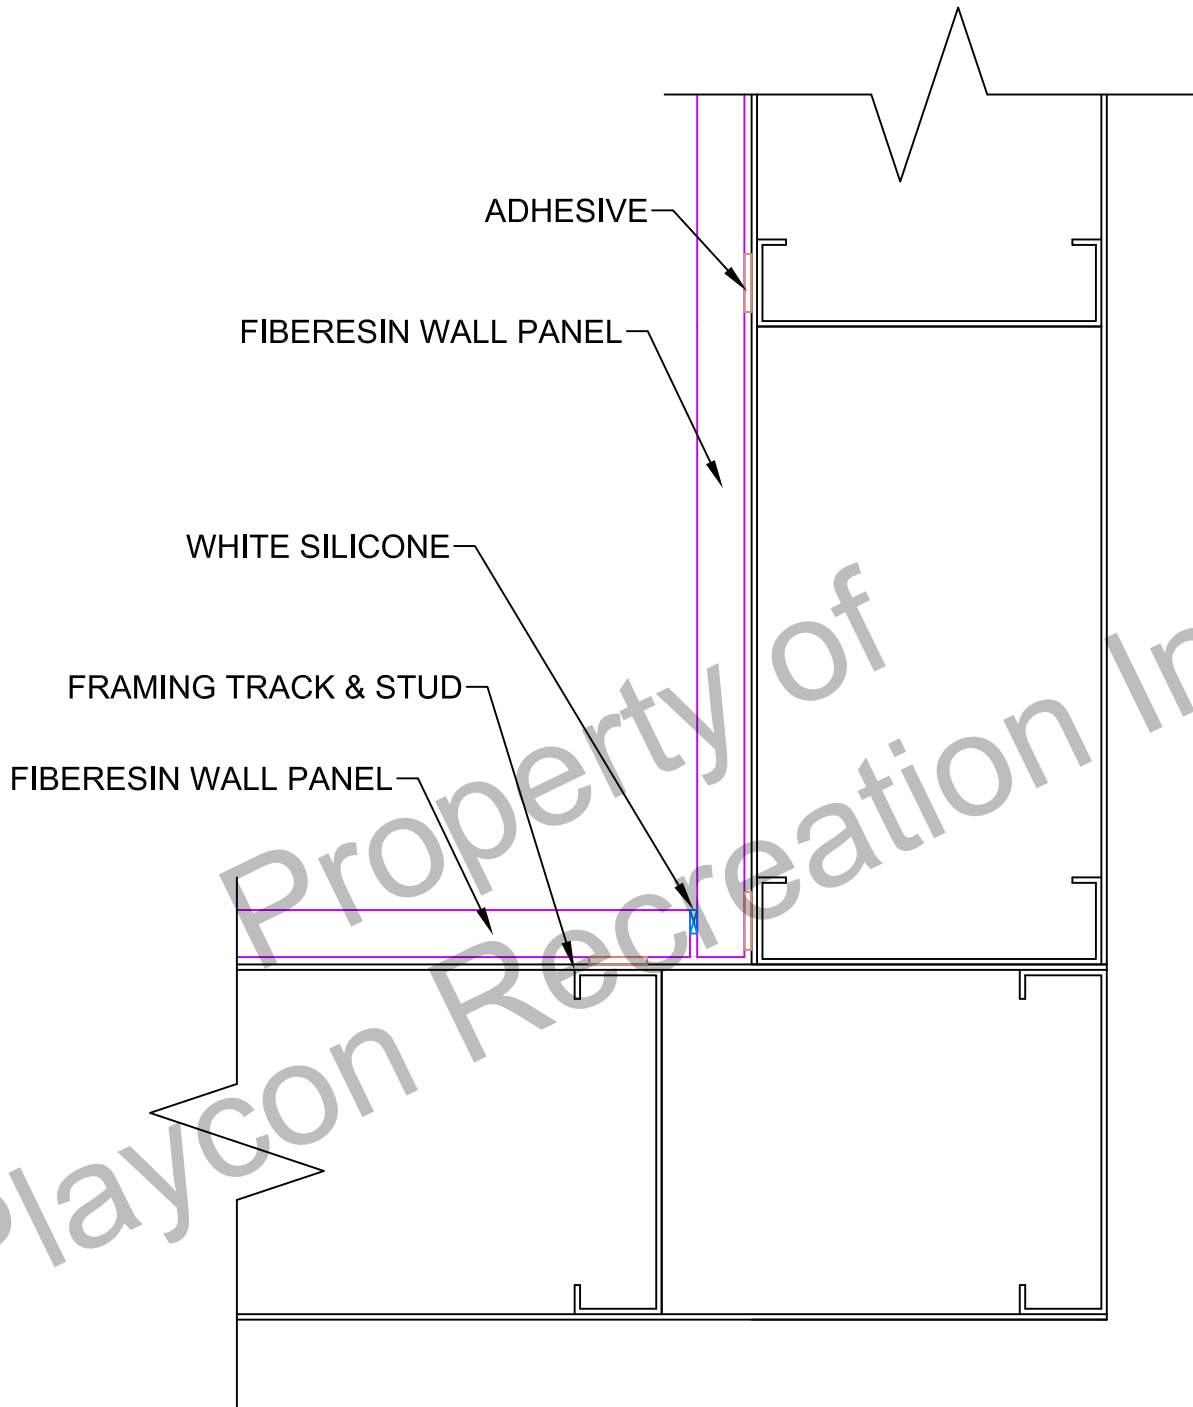 ADHESIVE
FIBERESIN WALL PANEL
WHITE SILICONE
FRAMING TRACK & STUD
FIBERESIN WALL PANEL
Property of
Playcon Recreation In